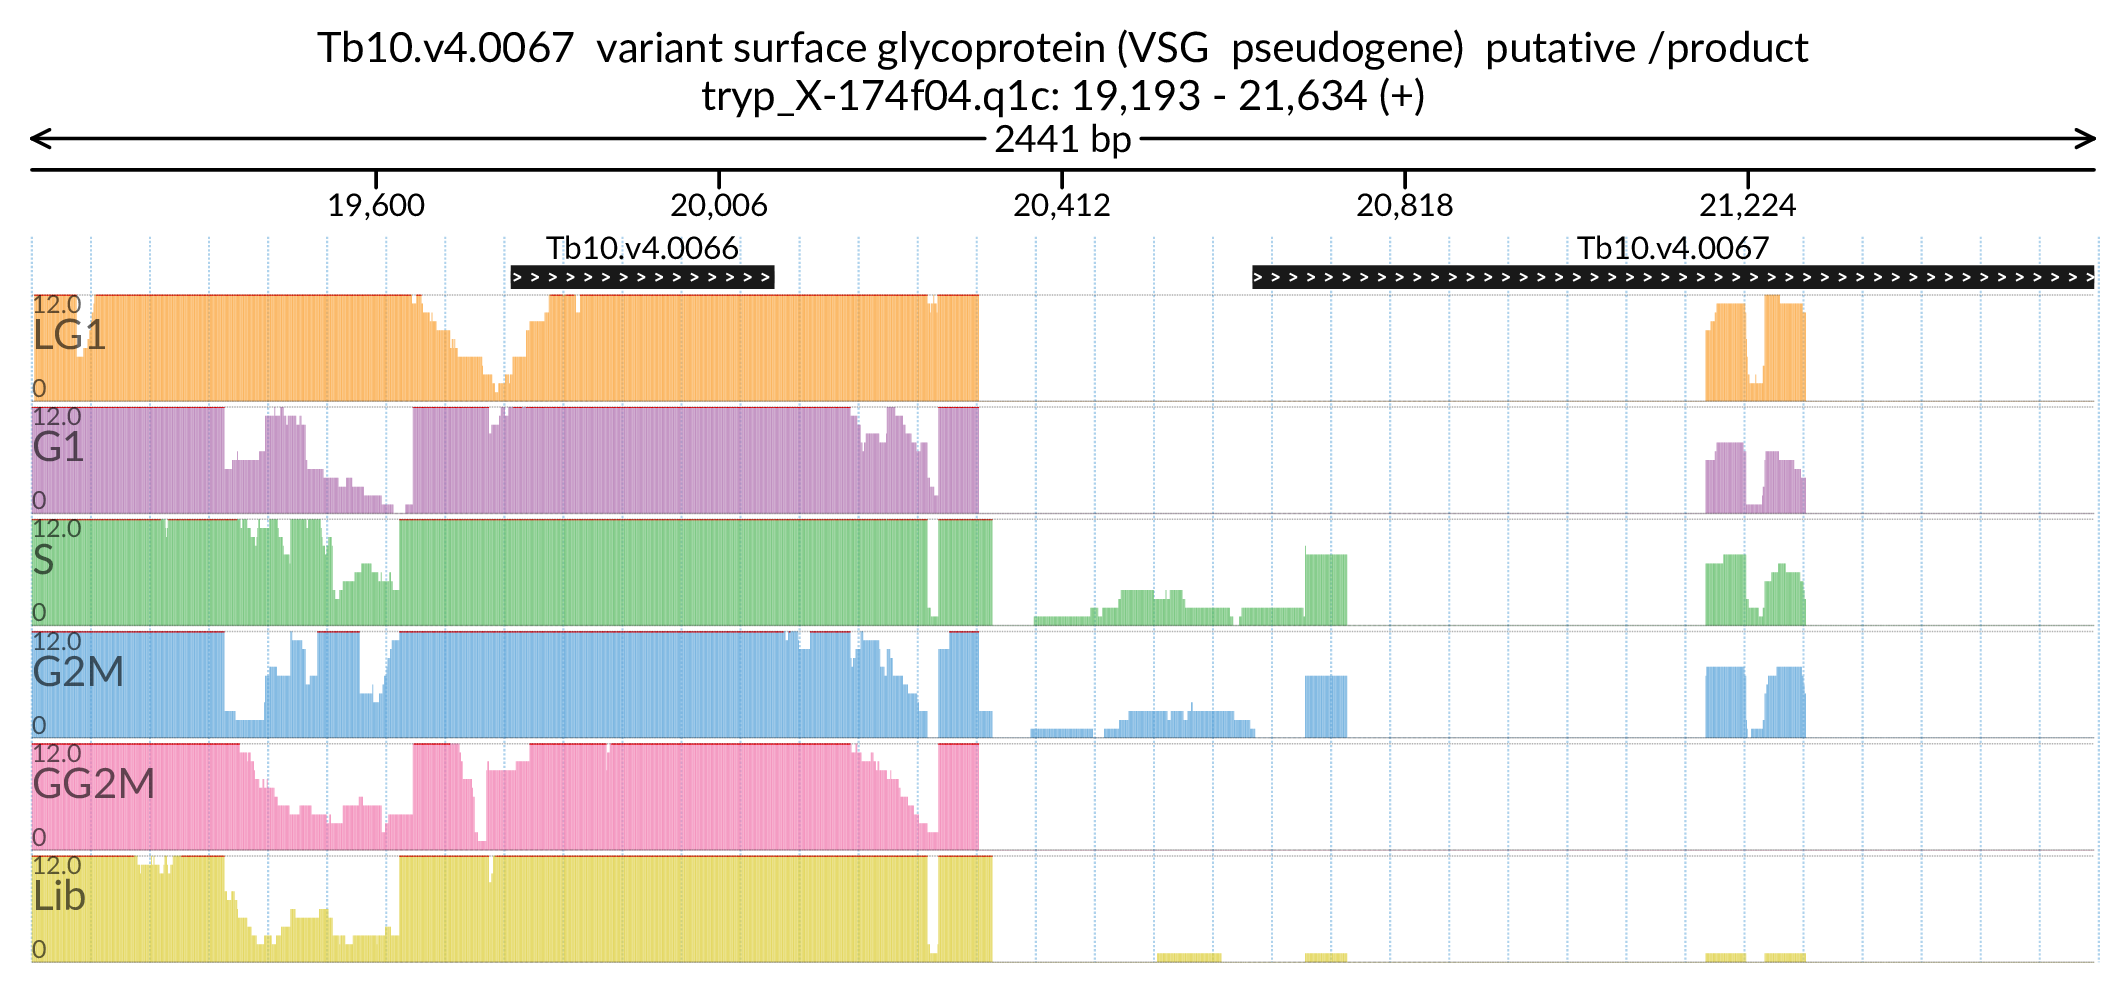 Tb10.v4.0067  variant surface glycoprotein (VSG  pseudogene)  putative /product
tryp_X-174f04.q1c: 19,193 - 21,634 (+)
2441 bp
19,600 20,006 20,412 20,818 21,224
Tb10.v4.0066 Tb10.v4.0067
12.0
LG1
0
12.0
G1
0
12.0
S
0
12.0
G2M
0
12.0
GG2M
0
12.0
Lib
0